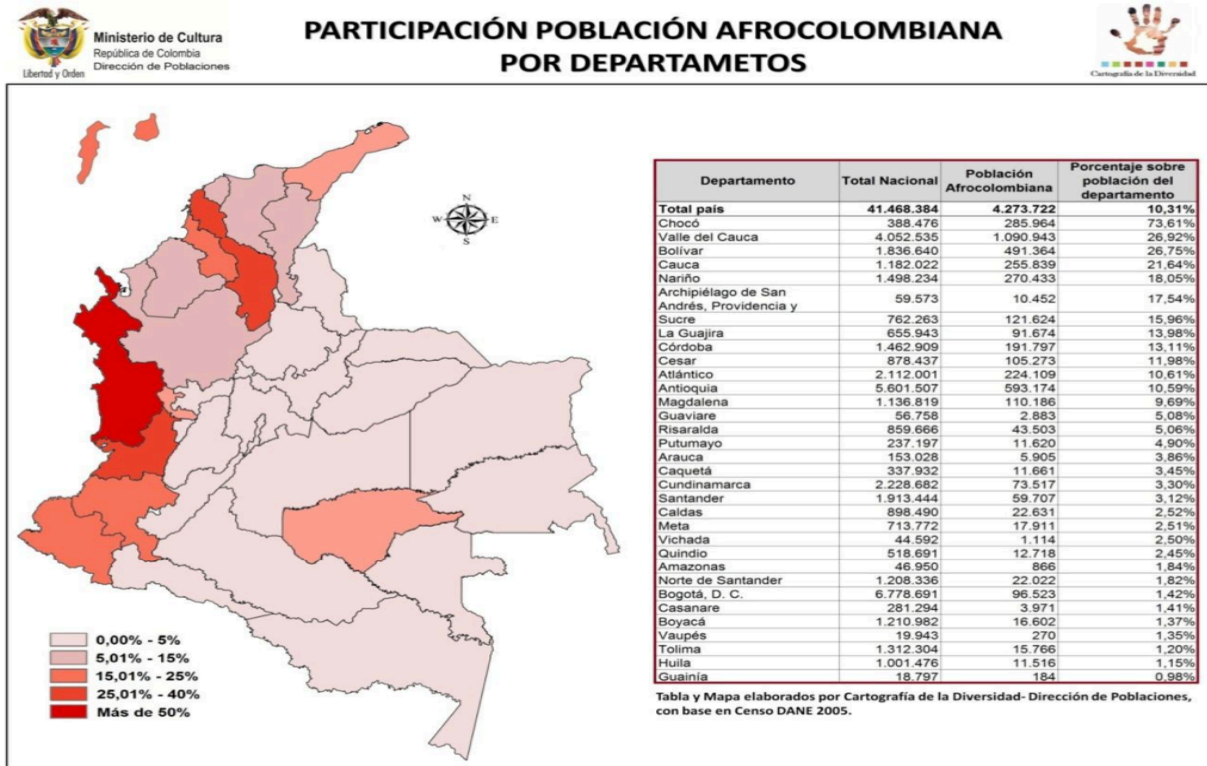 Libertad y Orden
Ministerio de Cultura
República de Colombia
Dirección de Poblaciones
PARTICIPACIÓN POBLACIÓN AFROCOLOMBIANA
POR DEPARTAMETOS
Cartografía de la Diversidad
N
W E
S
0,00% - 5%
5,01% - 15%
15,01% - 25%
25,01% - 40%
Más de 50%
Departamento Total Nacional Población Afrocolombiana Porcentaje sobre población del departamento
Total país 41.468.384 4.273.722 10,31%
Chocó 388.476 285.964 73,61%
Valle del Cauca 4.052.535 1.090.943 26,92%
Bolívar 1.836.640 491.364 26,75%
Cauca 1.182.022 255.839 21,64%
Nariño 1.498.234 270.433 18,05%
Archipiélago de San Andrés, Providencia y 59.573 10.452 17,54%
Sucre 762.263 121.624 15,96%
La Guajira 655.943 91.674 13,98%
Córdoba 1.462.909 191.797 13,11%
Cesar 878.437 105.273 11,98%
Atlántico 2.112.001 224.109 10,61%
Antioquia 5.601.507 593.174 10,59%
Magdalena 1.136.819 110.186 9,69%
Guaviare 56.758 2.883 5,08%
Risaralda 859.666 43.503 5,06%
Putumayo 237.197 11.620 4,90%
Arauca 153.028 5.905 3,86%
Caquetá 337.932 11.661 3,45%
Cundinamarca 2.228.682 73.517 3,30%
Santander 1.913.444 59.707 3,12%
Caldas 898.490 22.631 2,52%
Meta 713.772 17.911 2,51%
Vichada 44.592 1.114 2,50%
Quindio 518.691 12.718 2,45%
Amazonas 46.950 866 1,84%
Norte de Santander 1.208.336 22.022 1,82%
Bogotá, D. C. 6.778.691 96.523 1,42%
Casanare 281.294 3.971 1,41%
Boyacá 1.210.982 16.602 1,37%
Vaupés 19.943 270 1,35%
Tolima 1.312.304 15.766 1,20%
Huila 1.001.476 11.516 1,15%
Guainía 18.797 184 0,98%
Tabla y Mapa elaborados por Cartografía de la Diversidad- Dirección de Poblaciones,
con base en Censo DANE 2005.